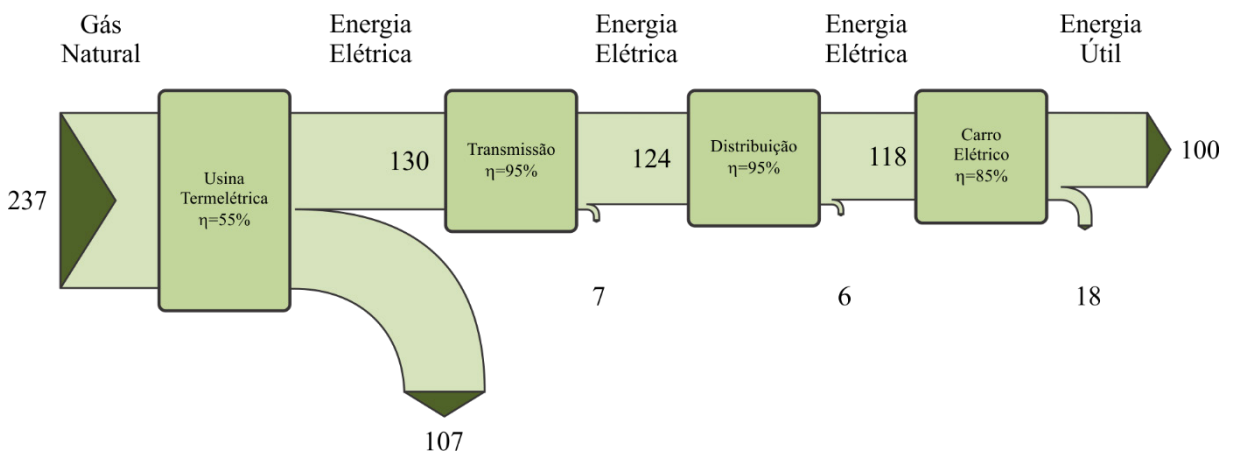 Gás
Natural
Energia
Elétrica
Energia
Elétrica
Energia
Elétrica
Energia
Útil
237
Usina
Termelétrica
η=55%
130
Transmissão
η=95%
124
Distribuição
η=95%
118
Carro
Elétrico
η=85%
100
7
6
18
107